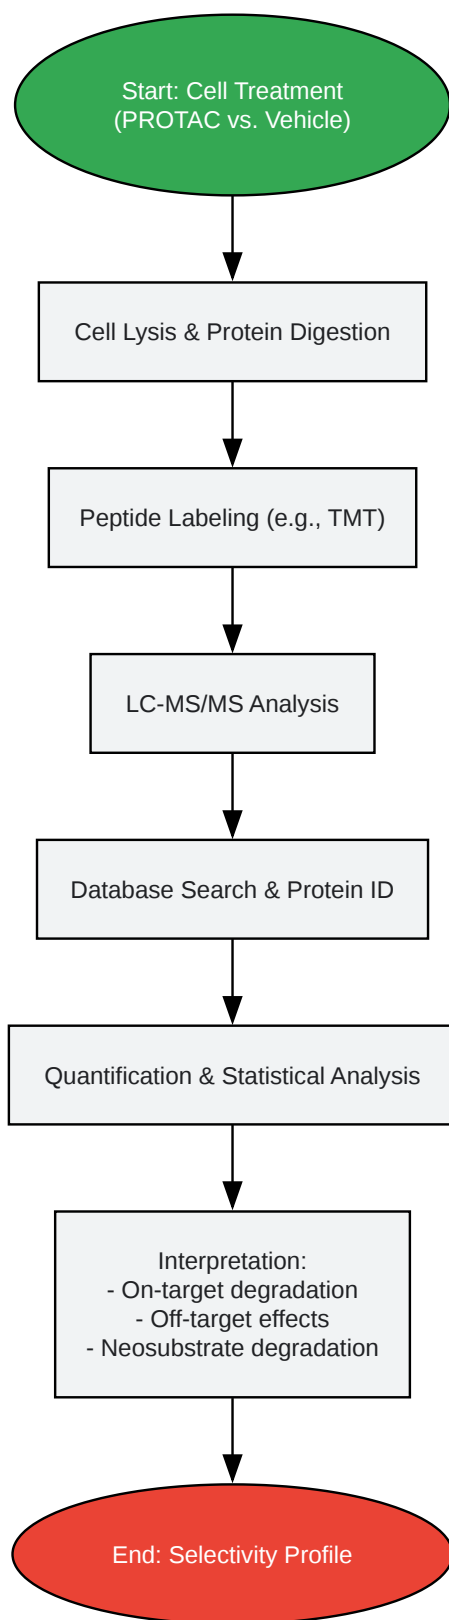 Start: Cell Treatment
(PROTAC vs. Vehicle)
Cell Lysis & Protein Digestion
Peptide Labeling (e.g., TMT)
LC-MS/MS Analysis
Database Search & Protein ID
Quantification & Statistical Analysis
Interpretation:
- On-target degradation
- Off-target effects
- Neosubstrate degradation
End: Selectivity Profile